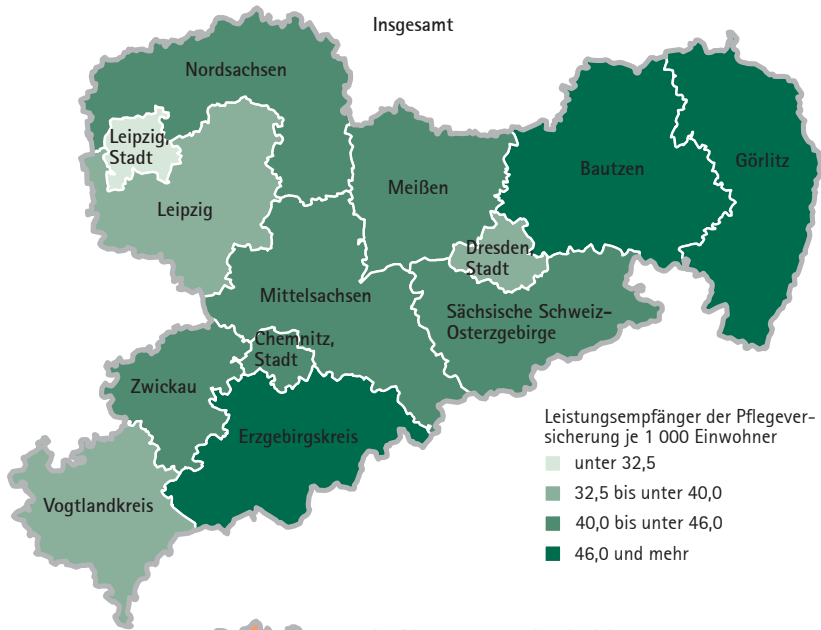 Insgesamt
Nordsachsen
Leipzig,
Stadt
Leipzig
Meißen
Bautzen
Görlitz
Dresden,
Stadt
Mittelsachsen
Sächsische Schweiz-
Osterzgebirge
Chemnitz,
Stadt
Zwickau
Erzgebirgskreis
Vogtlandkreis
Leistungsempfänger der Pflegever-
sicherung je 1 000 Einwohner
unter 32,5
32,5 bis unter 40,0
40,0 bis unter 46,0
46,0 und mehr